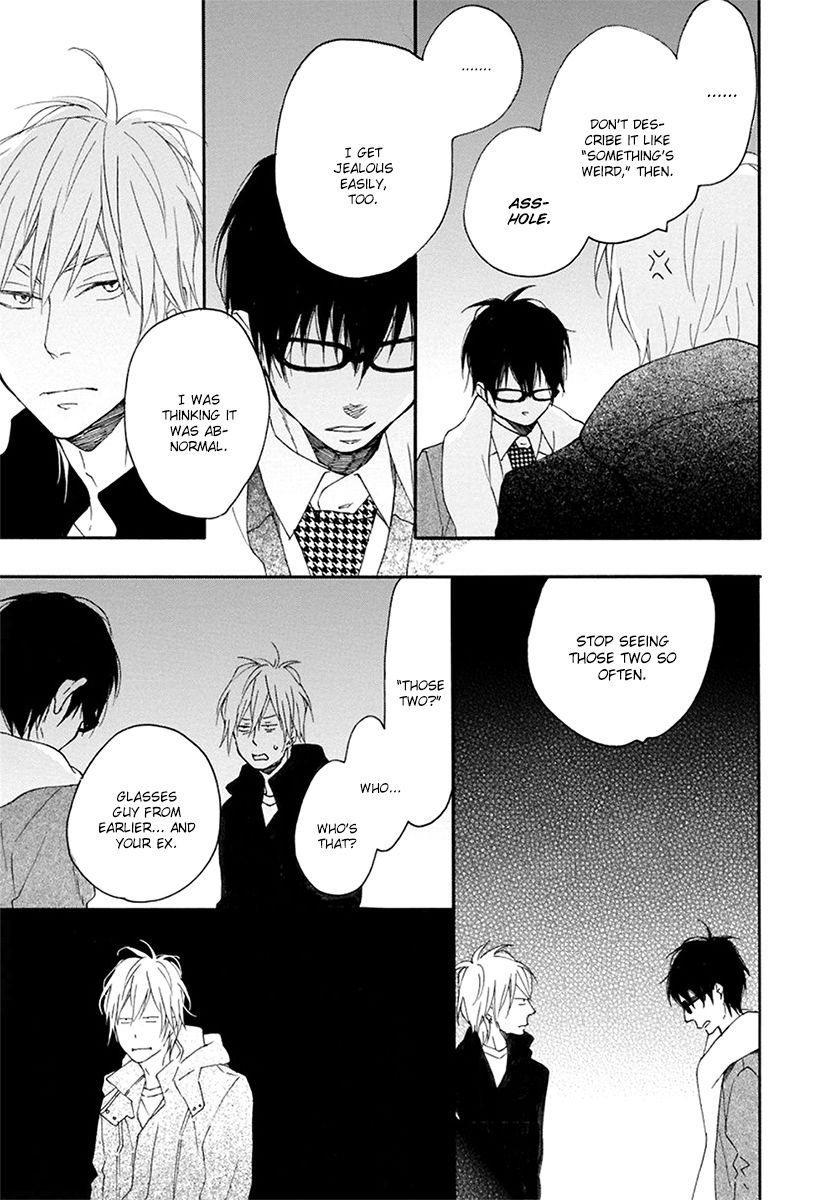 ......
DON'T DES-
CRIBE IT LIKE
"SOMETHING'S
WEIRD," THEN.
ASS-
HOLE.
.......
I GET
JEALOUS
EASILY,
TOO.
I WAS
THINKING IT
WAS AB-
NORMAL.
STOP SEEING
THOSE TWO SO
OFTEN.
"THOSE
TWO?"
WHO...
WHO'S
THAT?
GLASSES
GUY FROM
EARLIER... AND
YOUR EX.